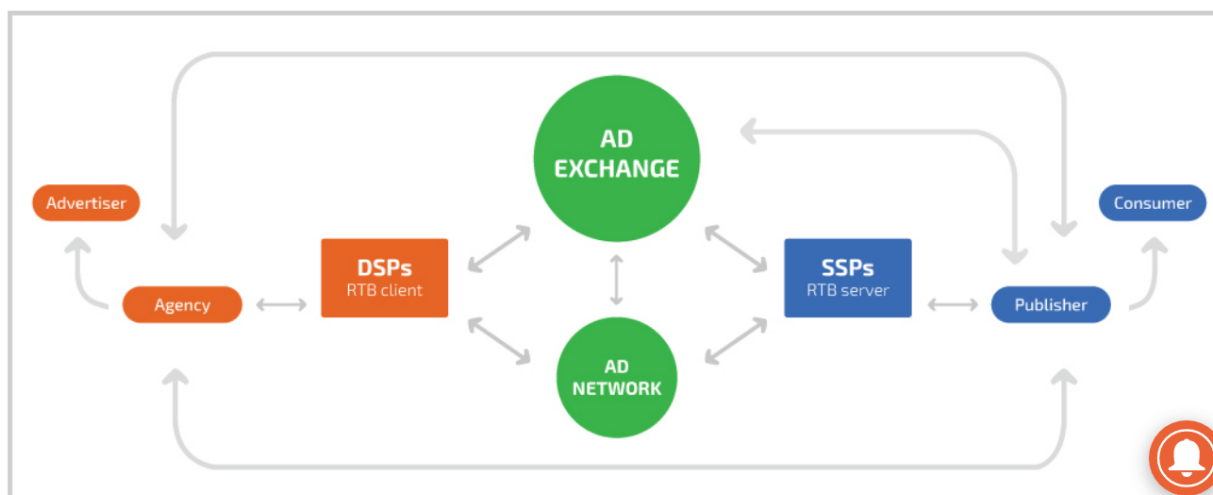 AD
EXCHANGE
Advertiser
Consumer
DSPs
RTB client
SSPs
RTB server
Agency
Publisher
AD
NETWORK